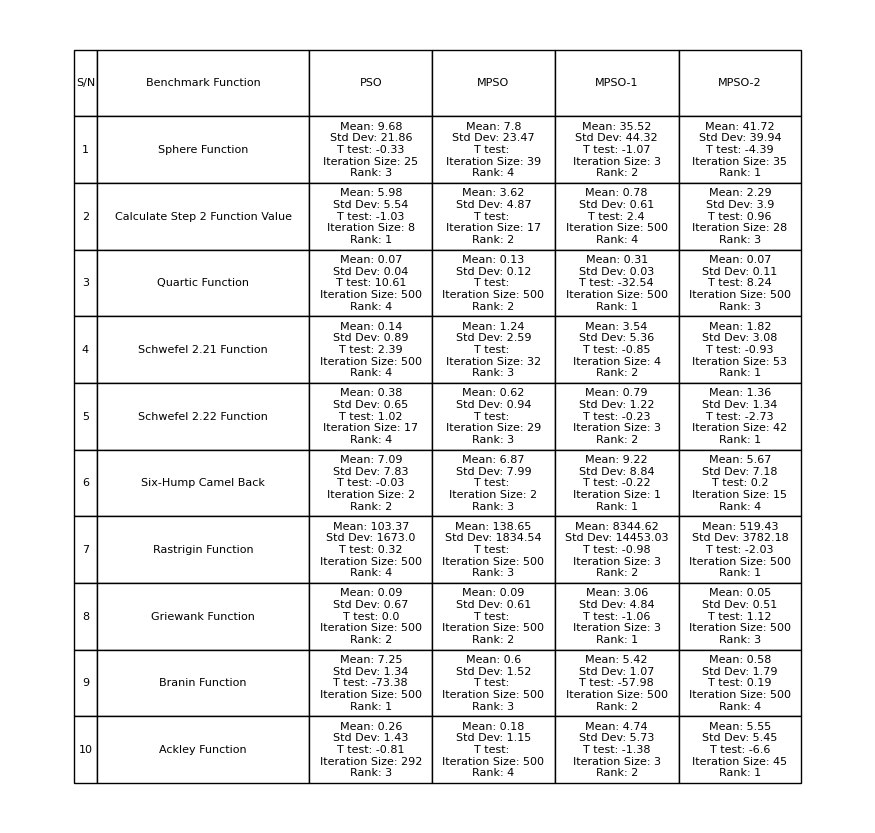 S/N Benchmark Function PSO MPSO MPSO-1 MPSO-2
1 Sphere Function
Mean: 9.68
Std Dev: 21.86
T test: -0.33
Iteration Size: 25
Rank: 3
Mean: 7.8
Std Dev: 23.47
T test:
Iteration Size: 39
Rank: 4
Mean: 35.52
Std Dev: 44.32
T test: -1.07
Iteration Size: 3
Rank: 2
Mean: 41.72
Std Dev: 39.94
T test: -4.39
Iteration Size: 35
Rank: 1
2 Calculate Step 2 Function Value
Mean: 5.98
Std Dev: 5.54
T test: -1.03
Iteration Size: 8
Rank: 1
Mean: 3.62
Std Dev: 4.87
T test:
Iteration Size: 17
Rank: 2
Mean: 0.78
Std Dev: 0.61
T test: 2.4
Iteration Size: 500
Rank: 4
Mean: 2.29
Std Dev: 3.9
T test: 0.96
Iteration Size: 28
Rank: 3
3 Quartic Function
Mean: 0.07
Std Dev: 0.04
T test: 10.61
Iteration Size: 500
Rank: 4
Mean: 0.13
Std Dev: 0.12
T test:
Iteration Size: 500
Rank: 2
Mean: 0.31
Std Dev: 0.03
T test: -32.54
Iteration Size: 500
Rank: 1
Mean: 0.07
Std Dev: 0.11
T test: 8.24
Iteration Size: 500
Rank: 3
4 Schwefel 2.21 Function
Mean: 0.14
Std Dev: 0.89
T test: 2.39
Iteration Size: 500
Rank: 4
Mean: 1.24
Std Dev: 2.59
T test:
Iteration Size: 32
Rank: 3
Mean: 3.54
Std Dev: 5.36
T test: -0.85
Iteration Size: 4
Rank: 2
Mean: 1.82
Std Dev: 3.08
T test: -0.93
Iteration Size: 53
Rank: 1
5 Schwefel 2.22 Function
Mean: 0.38
Std Dev: 0.65
T test: 1.02
Iteration Size: 17
Rank: 4
Mean: 0.62
Std Dev: 0.94
T test:
Iteration Size: 29
Rank: 3
Mean: 0.79
Std Dev: 1.22
T test: -0.23
Iteration Size: 3
Rank: 2
Mean: 1.36
Std Dev: 1.34
T test: -2.73
Iteration Size: 42
Rank: 1
6 Six-Hump Camel Back
Mean: 7.09
Std Dev: 7.83
T test: -0.03
Iteration Size: 2
Rank: 2
Mean: 6.87
Std Dev: 7.99
T test:
Iteration Size: 2
Rank: 3
Mean: 9.22
Std Dev: 8.84
T test: -0.22
Iteration Size: 1
Rank: 1
Mean: 5.67
Std Dev: 7.18
T test: 0.2
Iteration Size: 15
Rank: 4
7 Rastrigin Function
Mean: 103.37
Std Dev: 1673.0
T test: 0.32
Iteration Size: 500
Rank: 4
Mean: 138.65
Std Dev: 1834.54
T test:
Iteration Size: 500
Rank: 3
Mean: 8344.62
Std Dev: 14453.03
T test: -0.98
Iteration Size: 3
Rank: 2
Mean: 519.43
Std Dev: 3782.18
T test: -2.03
Iteration Size: 500
Rank: 1
8 Griewank Function
Mean: 0.09
Std Dev: 0.67
T test: 0.0
Iteration Size: 500
Rank: 2
Mean: 0.09
Std Dev: 0.61
T test:
Iteration Size: 500
Rank: 2
Mean: 3.06
Std Dev: 4.84
T test: -1.06
Iteration Size: 3
Rank: 1
Mean: 0.05
Std Dev: 0.51
T test: 1.12
Iteration Size: 500
Rank: 3
9 Branin Function
Mean: 7.25
Std Dev: 1.34
T test: -73.38
Iteration Size: 500
Rank: 1
Mean: 0.6
Std Dev: 1.52
T test:
Iteration Size: 500
Rank: 3
Mean: 5.42
Std Dev: 1.07
T test: -57.98
Iteration Size: 500
Rank: 2
Mean: 0.58
Std Dev: 1.79
T test: 0.19
Iteration Size: 500
Rank: 4
10 Ackley Function
Mean: 0.26
Std Dev: 1.43
T test: -0.81
Iteration Size: 292
Rank: 3
Mean: 0.18
Std Dev: 1.15
T test:
Iteration Size: 500
Rank: 4
Mean: 4.74
Std Dev: 5.73
T test: -1.38
Iteration Size: 3
Rank: 2
Mean: 5.55
Std Dev: 5.45
T test: -6.6
Iteration Size: 45
Rank: 1